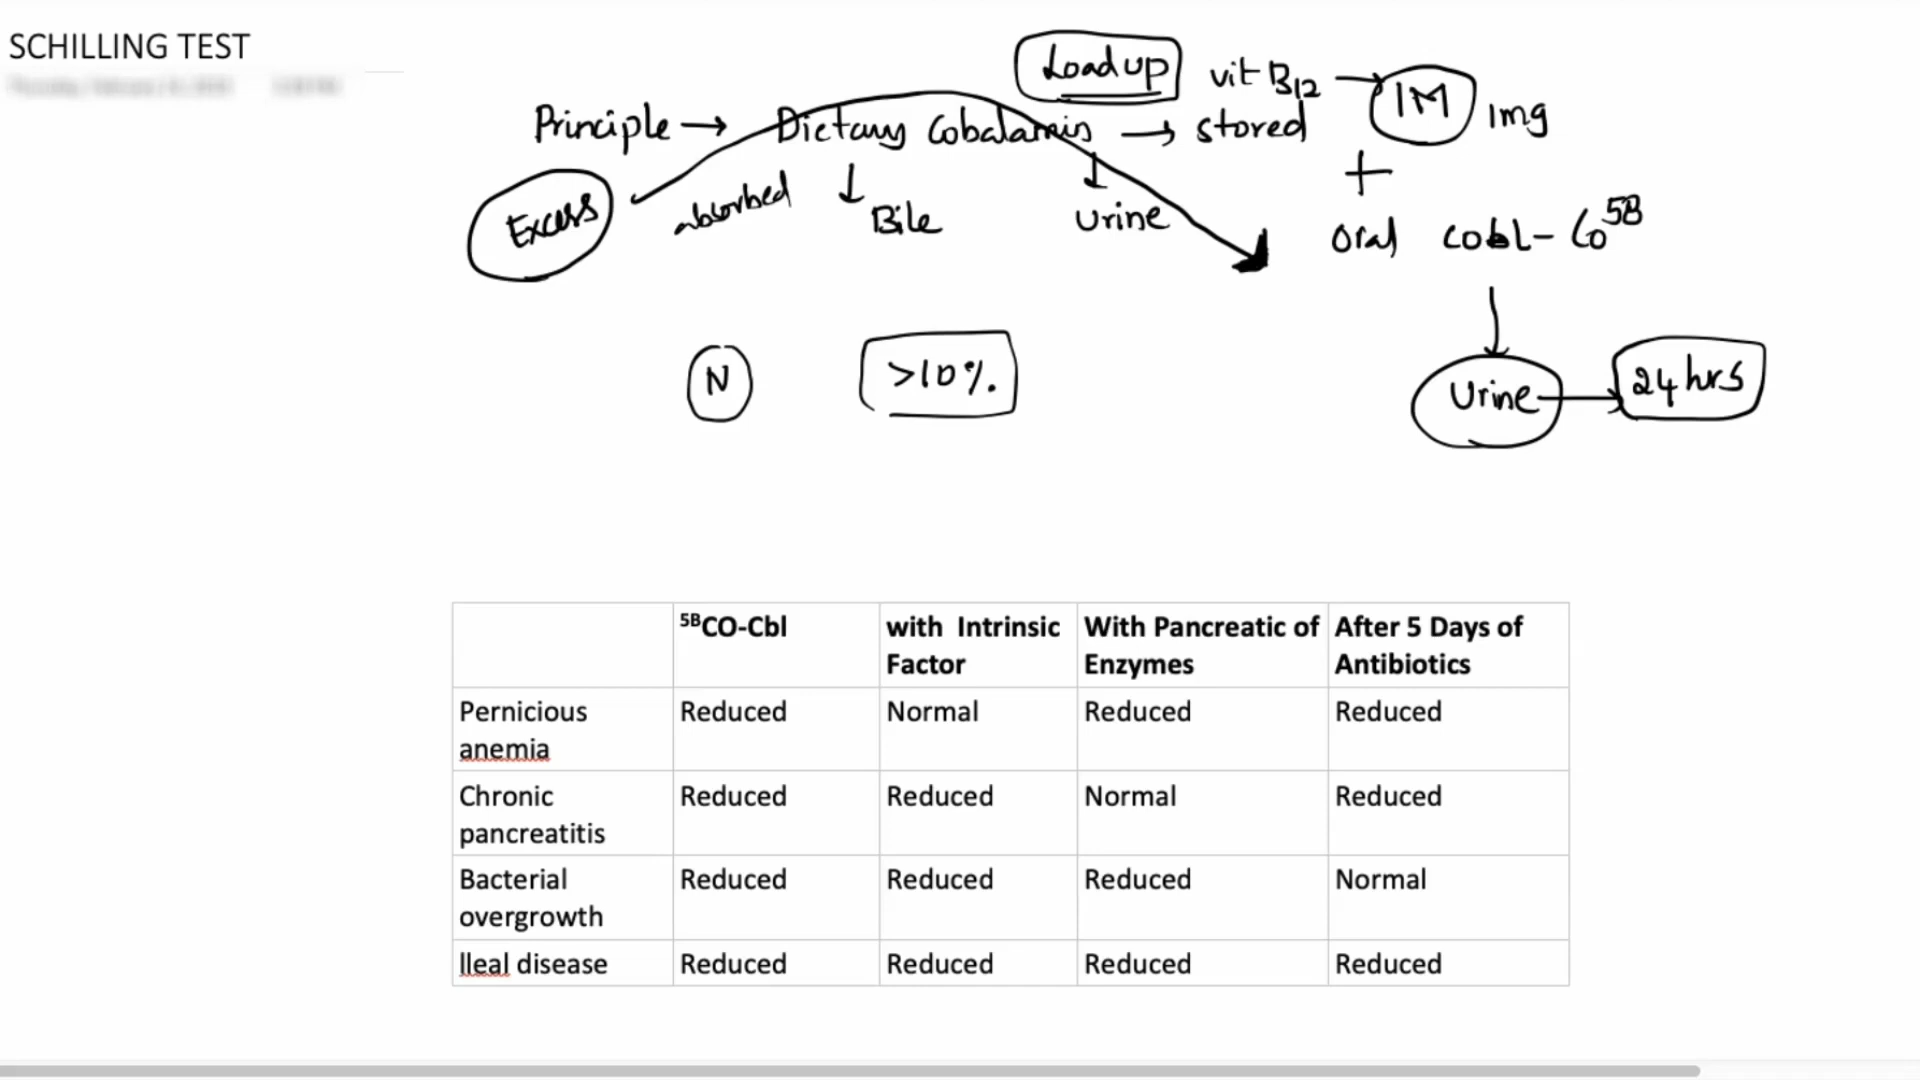 SCHILLING TEST
Load up vit B12 → IM 1mg
Principle → Dietary Cobalamin → stored
+
Excess absorbed ↓ Bile ↓ Urine
Oral Cobl- Co58
↓
N >10%. Urine → 24 hrs
5BCO-Cbl with Intrinsic Factor With Pancreatic of Enzymes After 5 Days of Antibiotics
Pernicious anemia Reduced Normal Reduced Reduced
Chronic pancreatitis Reduced Reduced Normal Reduced
Bacterial overgrowth Reduced Reduced Reduced Normal
Ileal disease Reduced Reduced Reduced Reduced